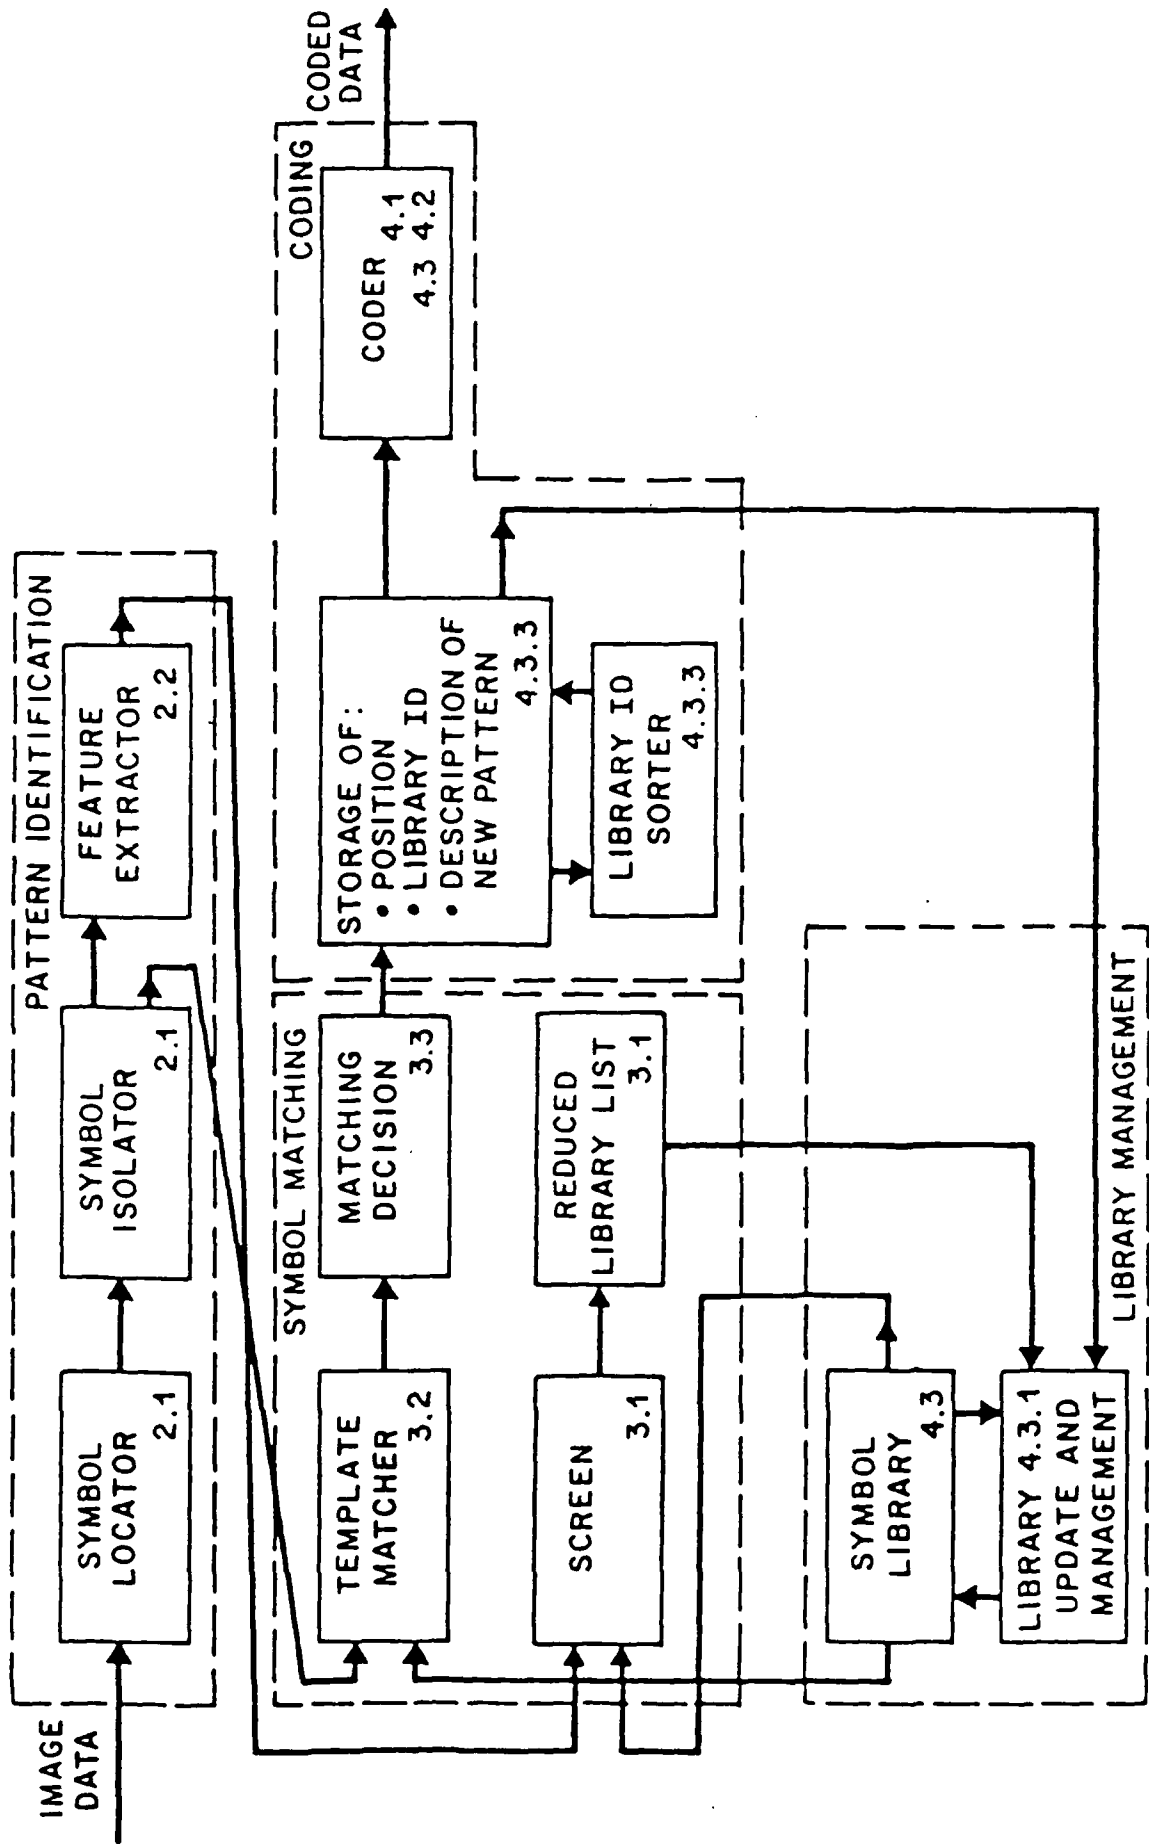 IMAGE
DATA
PATTERN IDENTIFICATION
SYMBOL
LOCATOR
2.1
SYMBOL
ISOLATOR
2.1
FEATURE
EXTRACTOR
2.2
SYMBOL MATCHING
TEMPLATE
MATCHER
3.2
MATCHING
DECISION
3.3
SCREEN
3.1
REDUCED
LIBRARY LIST
3.1
CODING
STORAGE OF:
• POSITION
• LIBRARY ID
• DESCRIPTION OF
NEW PATTERN
4.3.3
LIBRARY ID
SORTER
4.3.3
CODER 4.1
4.3 4.2
CODED
DATA
SYMBOL
LIBRARY
4.3
LIBRARY 4.3.1
UPDATE AND
MANAGEMENT
LIBRARY MANAGEMENT